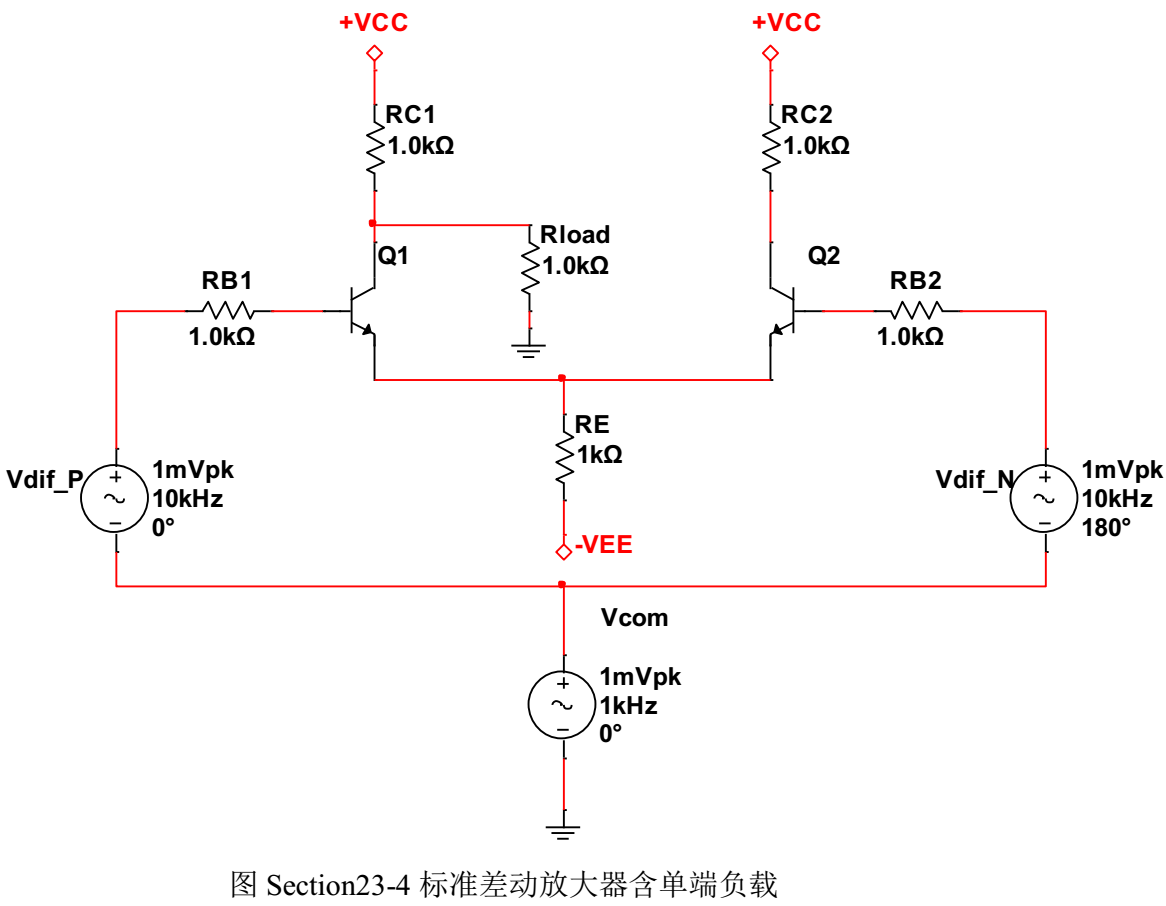 +VCC
+VCC
RC1
1.0kΩ
RC2
1.0kΩ
Rload
1.0kΩ
Q1
Q2
RB1
1.0kΩ
RB2
1.0kΩ
RE
1kΩ
-VEE
Vdif_P
1mVpk
10kHz
0°
Vdif_N
1mVpk
10kHz
180°
Vcom
1mVpk
1kHz
0°
图 Section23-4 标准差动放大器含单端负载